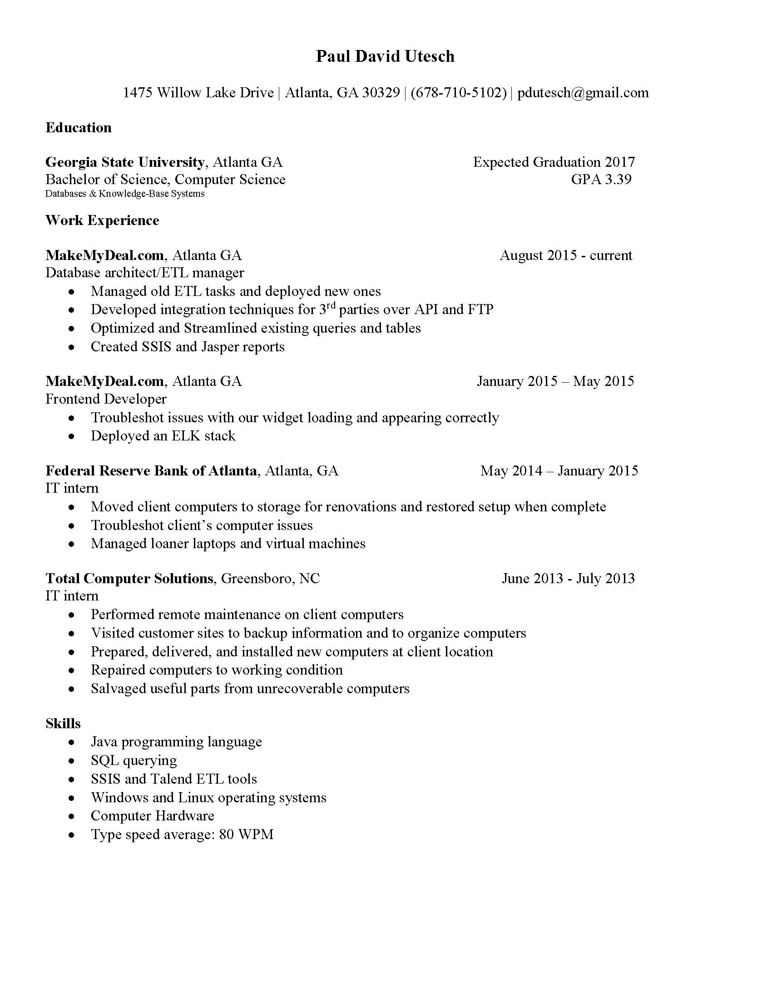 Paul David Utesch
1475 Willow Lake Drive | Atlanta, GA 30329 | (678-710-5102) | pdutesch@gmail.com
Education
Georgia State University, Atlanta GA Expected Graduation 2017
Bachelor of Science, Computer Science GPA 3.39
Databases & Knowledge-Base Systems
Work Experience
MakeMyDeal.com, Atlanta GA August 2015 - current
Database architect/ETL manager
• Managed old ETL tasks and deployed new ones
• Developed integration techniques for 3rd parties over API and FTP
• Optimized and Streamlined existing queries and tables
• Created SSIS and Jasper reports
MakeMyDeal.com, Atlanta GA January 2015 – May 2015
Frontend Developer
• Troubleshot issues with our widget loading and appearing correctly
• Deployed an ELK stack
Federal Reserve Bank of Atlanta, Atlanta, GA May 2014 – January 2015
IT intern
• Moved client computers to storage for renovations and restored setup when complete
• Troubleshot client’s computer issues
• Managed loaner laptops and virtual machines
Total Computer Solutions, Greensboro, NC June 2013 - July 2013
IT intern
• Performed remote maintenance on client computers
• Visited customer sites to backup information and to organize computers
• Prepared, delivered, and installed new computers at client location
• Repaired computers to working condition
• Salvaged useful parts from unrecoverable computers
Skills
• Java programming language
• SQL querying
• SSIS and Talend ETL tools
• Windows and Linux operating systems
• Computer Hardware
• Type speed average: 80 WPM